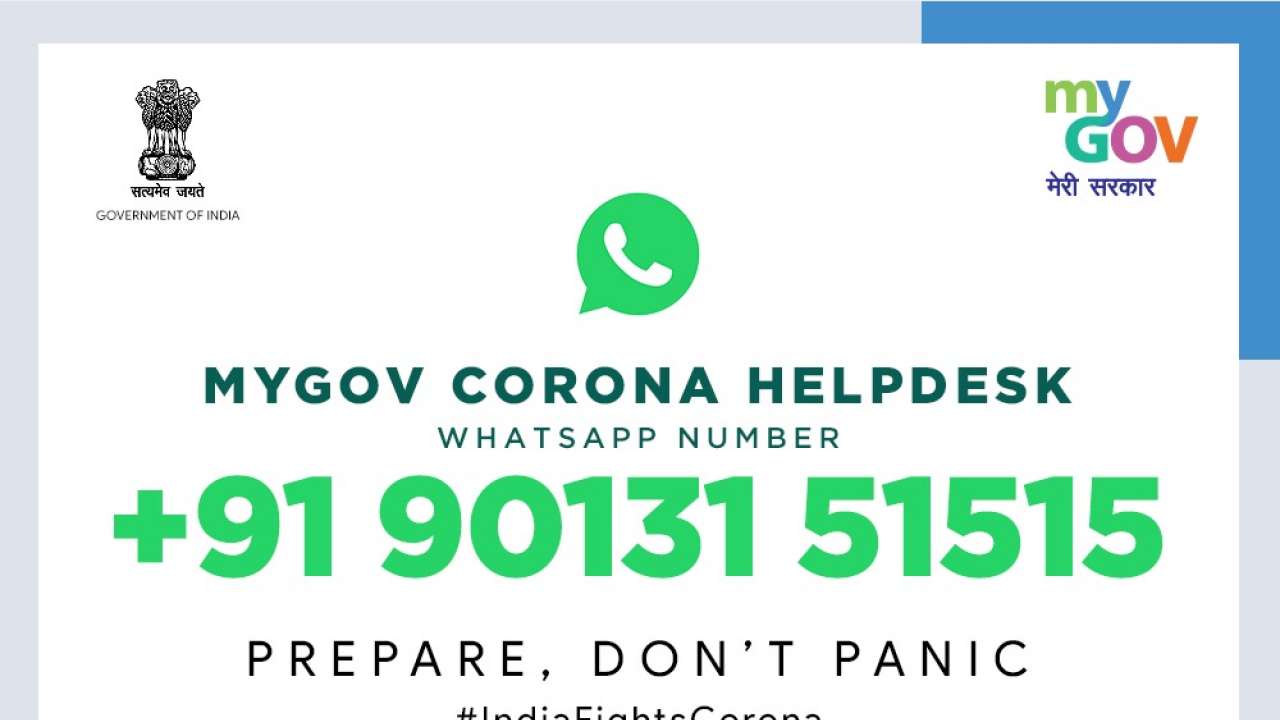 सत्यमेव जयते
GOVERNMENT OF INDIA
my
GOV
मेरी सरकार
MYGOV CORONA HELPDESK
WHATSAPP NUMBER
+91 90131 51515
PREPARE, DON'T PANIC
#IndiaFightsCorona